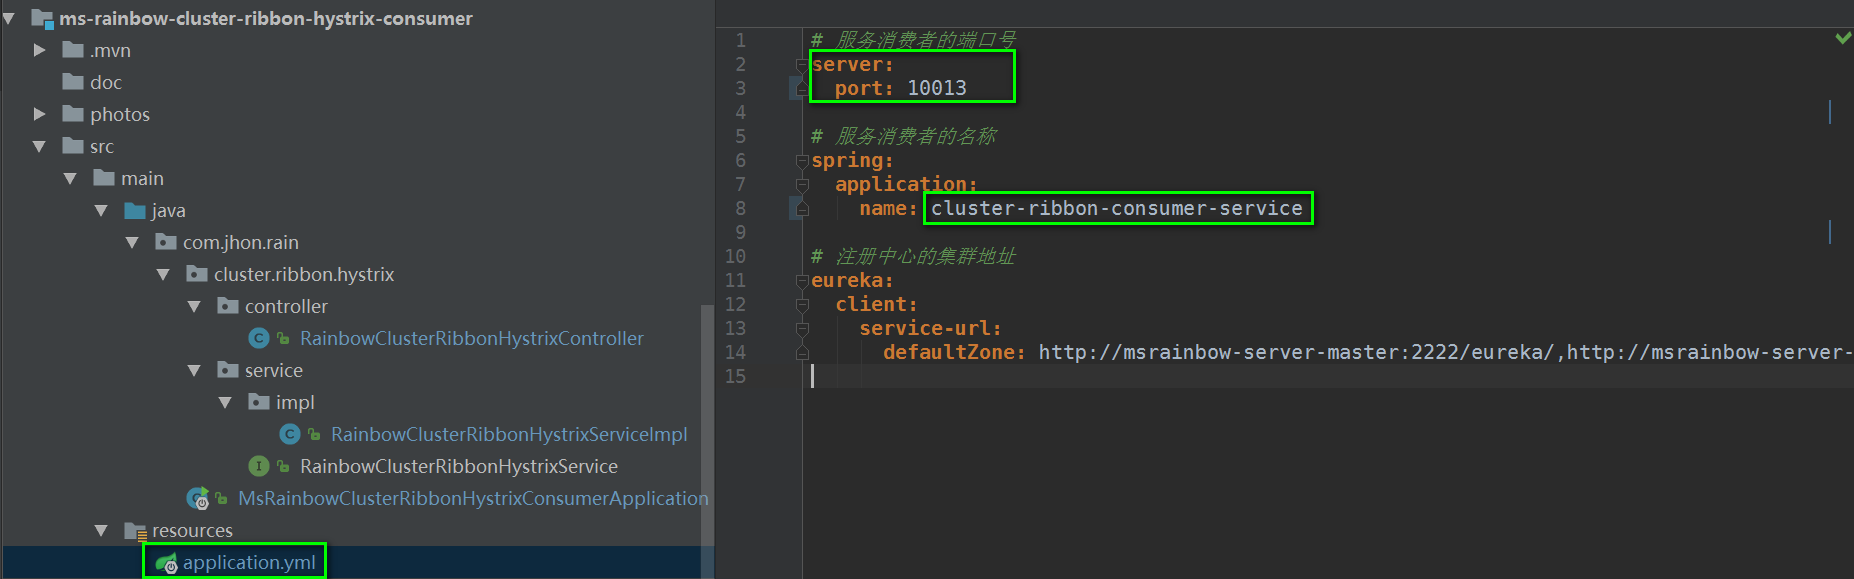 ms-rainbow-cluster-ribbon-hystrix-consumer
.mvn
doc
photos
src
main
java
com.jhon.rain
cluster.ribbon.hystrix
controller
RainbowClusterRibbonHystrixController
service
impl
RainbowClusterRibbonHystrixServiceImpl
RainbowClusterRibbonHystrixService
MsRainbowClusterRibbonHystrixConsumerApplication
resources
application.yml
1 # 服务消费者的端口号
2 server:
3 port: 10013
4
5 # 服务消费者的名称
6 spring:
7 application:
8 name: cluster-ribbon-consumer-service
9
10 # 注册中心的集群地址
11 eureka:
12 client:
13 service-url:
14 defaultZone: http://msrainbow-server-master:2222/eureka/,http://msrainbow-server-
15